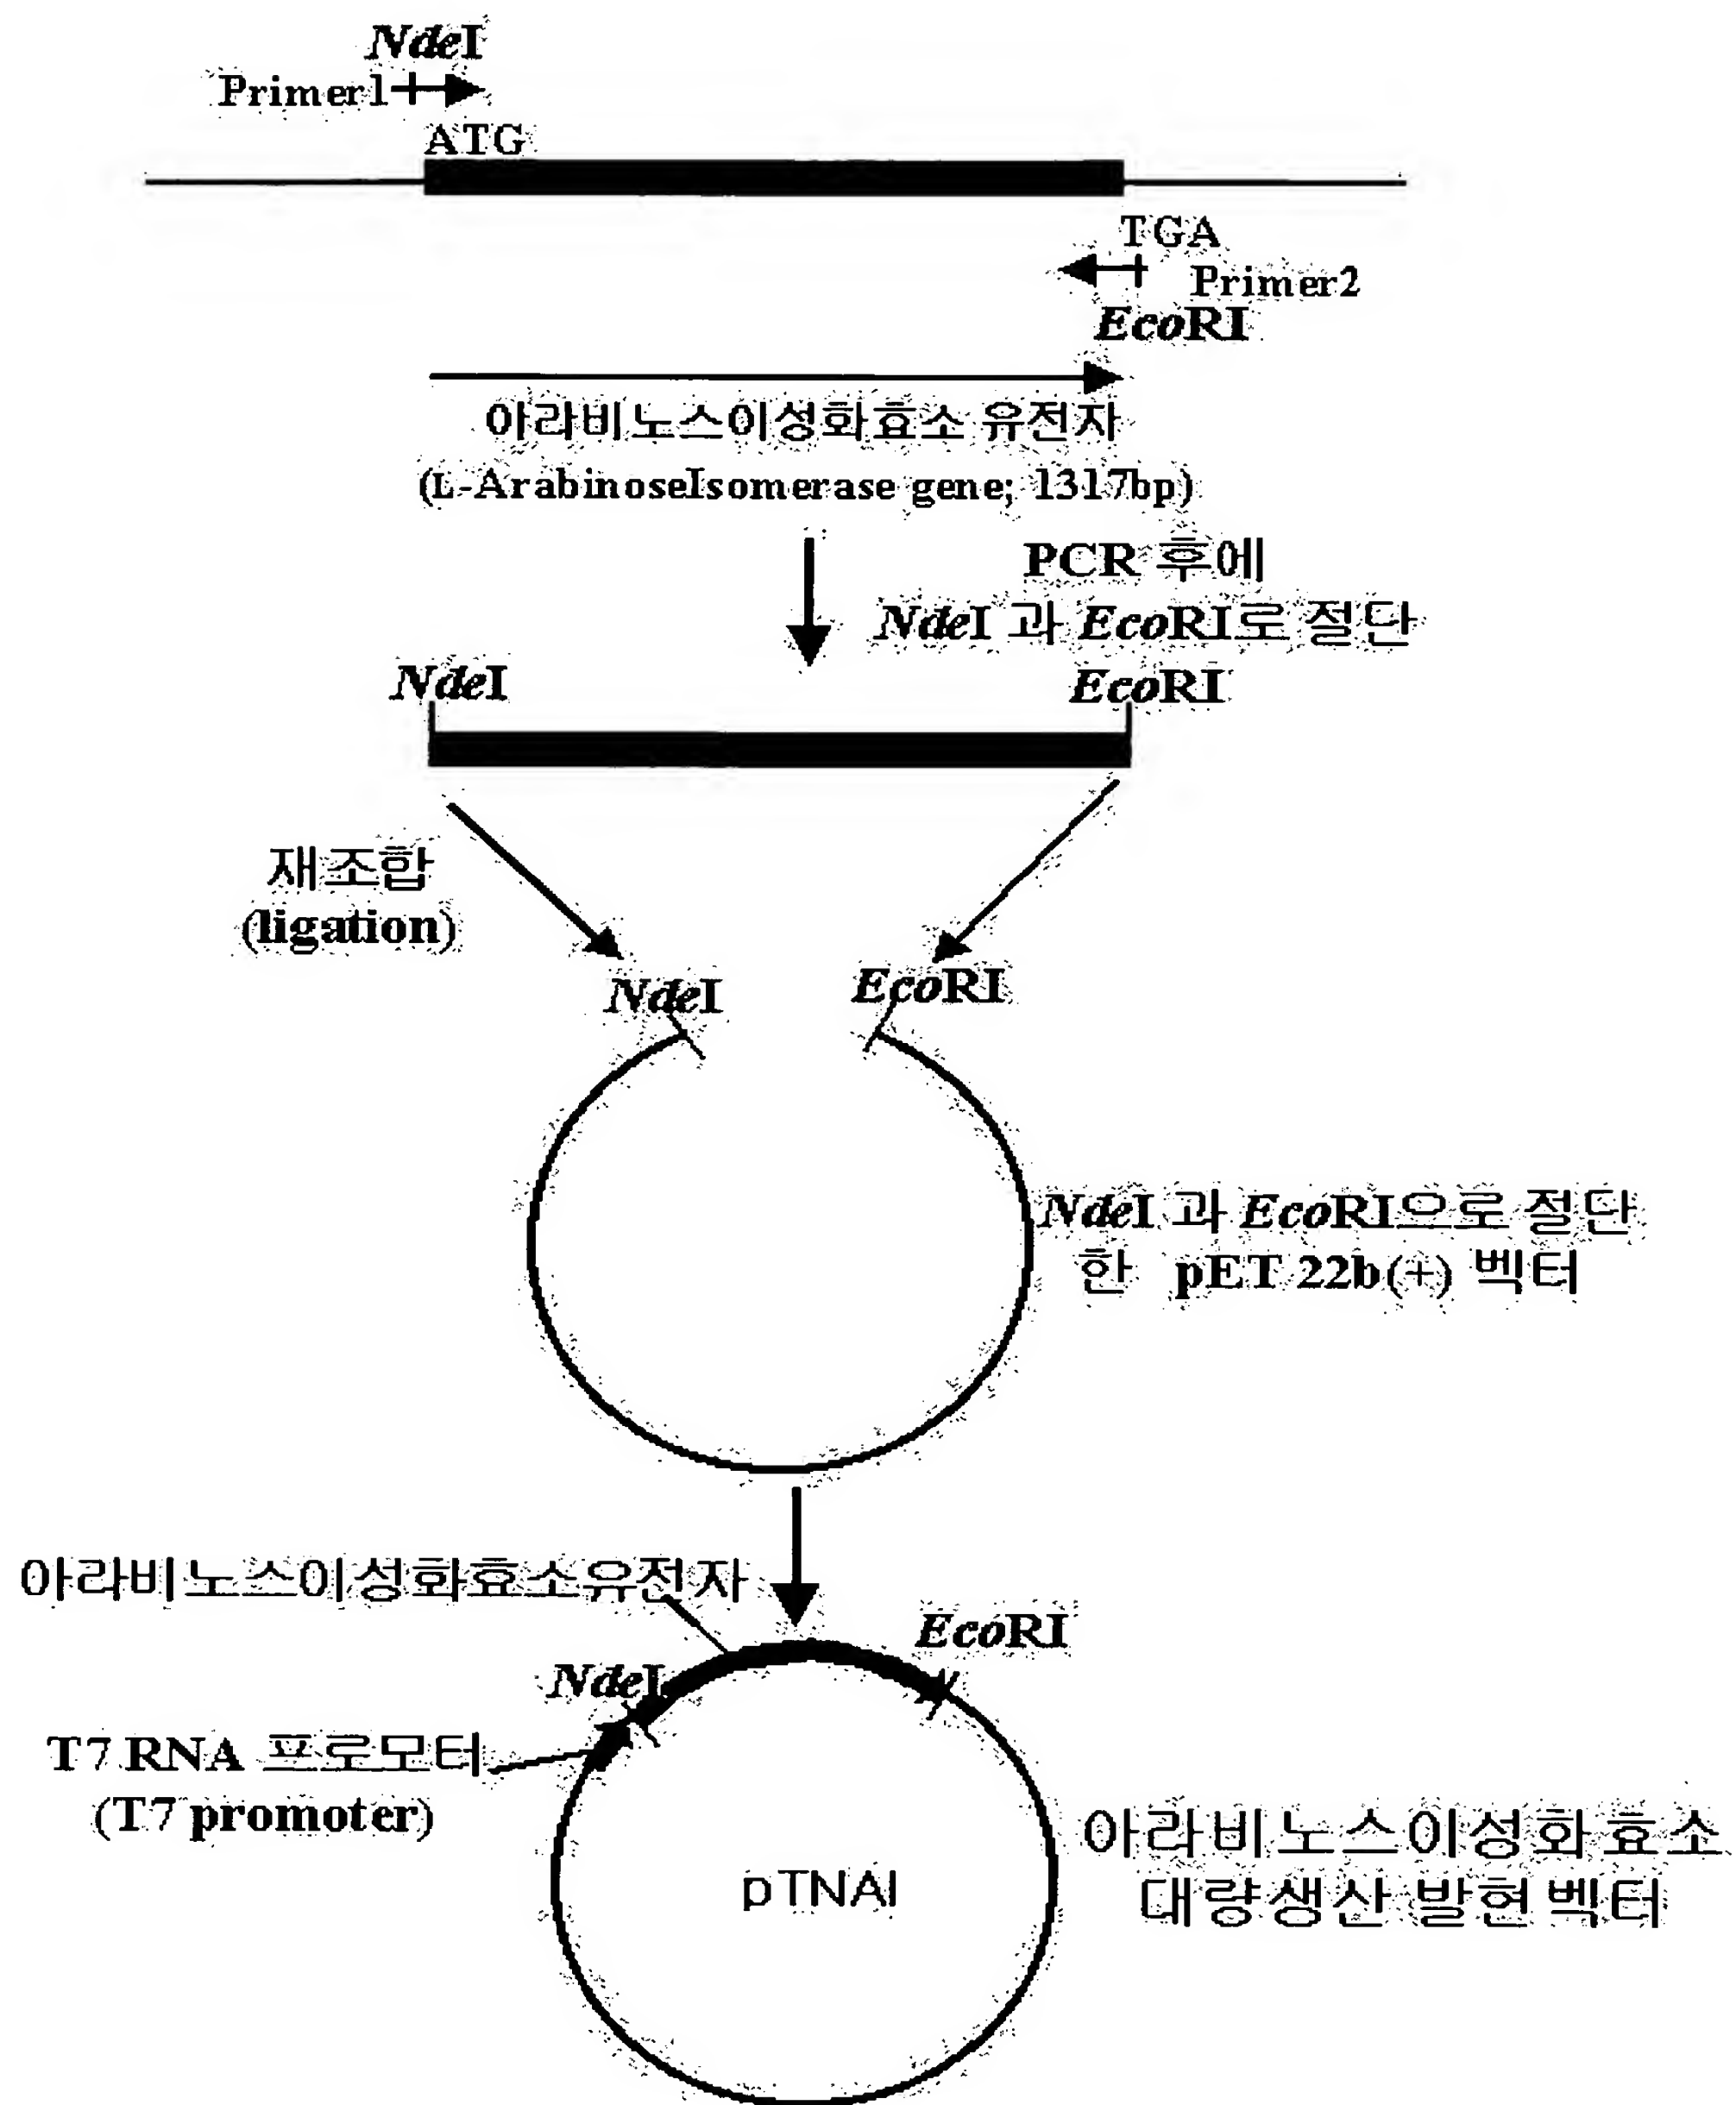 NdeI
Primer1
ATG
TGA
Primer2
EcoRI
아라비노스이성화효소 유전자
(L-ArabinoseIsomerase gene; 1317bp)
PCR 후에
NdeI 과 EcoRI로 절단
NdeI
EcoRI
재조합
(ligation)
NdeI
EcoRI
NdeI 과 EcoRI으로 절단
한 pET 22b(+) 벡터
아라비노스이성화효소유전자
EcoRI
NdeI
T7 RNA 프로모터
(T7 promoter)
아라비노스이성화효소
대량생산 발현벡터
pTNAI